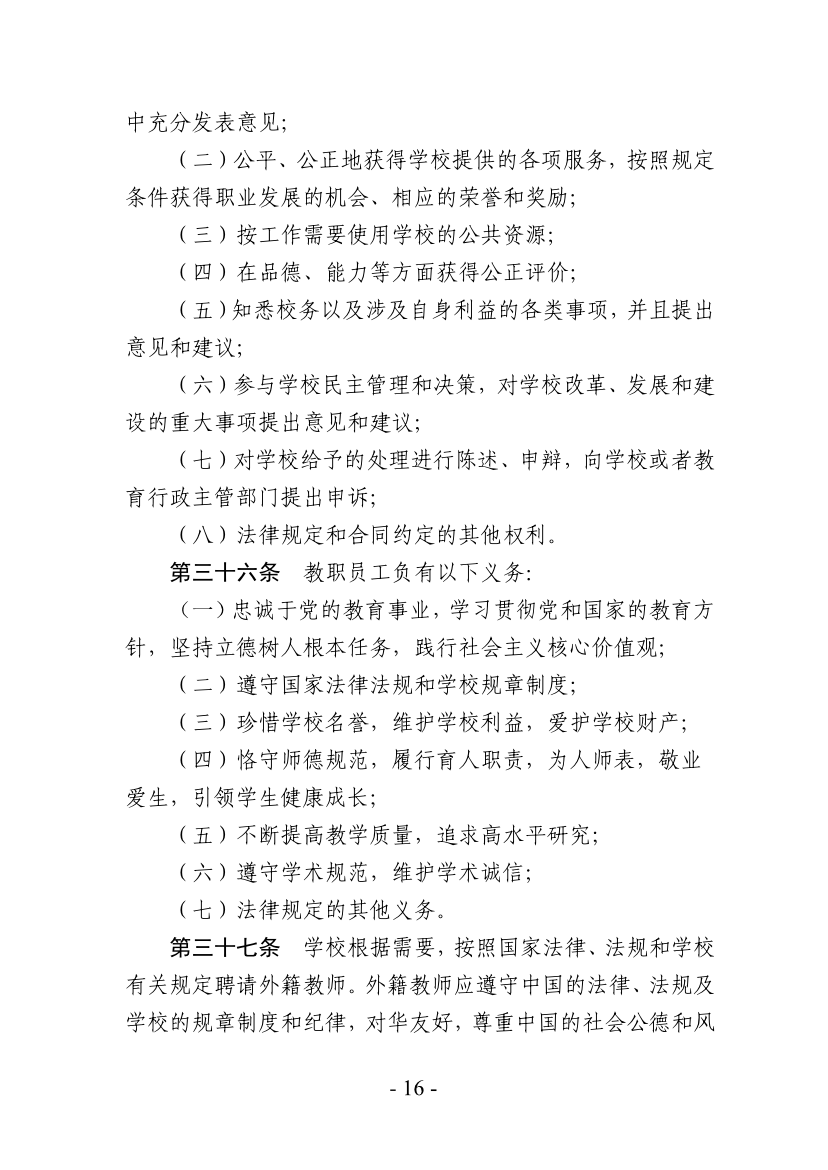 中充分发表意见；
（二）公平、公正地获得学校提供的各项服务，按照规定
条件获得职业发展的机会、相应的荣誉和奖励；
（三）按工作需要使用学校的公共资源；
（四）在品德、能力等方面获得公正评价；
（五）知悉校务以及涉及自身利益的各类事项，并且提出
意见和建议；
（六）参与学校民主管理和决策，对学校改革、发展和建
设的重大事项提出意见和建议；
（七）对学校给予的处理进行陈述、申辩，向学校或者教
育行政主管部门提出申诉；
（八）法律规定和合同约定的其他权利。
第三十六条　教职员工负有以下义务：
（一）忠诚于党的教育事业，学习贯彻党和国家的教育方
针，坚持立德树人根本任务，践行社会主义核心价值观；
（二）遵守国家法律法规和学校规章制度；
（三）珍惜学校名誉，维护学校利益，爱护学校财产；
（四）恪守师德规范，履行育人职责，为人师表，敬业
爱生，引领学生健康成长；
（五）不断提高教学质量，追求高水平研究；
（六）遵守学术规范，维护学术诚信；
（七）法律规定的其他义务。
第三十七条　学校根据需要，按照国家法律、法规和学校
有关规定聘请外籍教师。外籍教师应遵守中国的法律、法规及
学校的规章制度和纪律，对华友好，尊重中国的社会公德和风
- 16 -